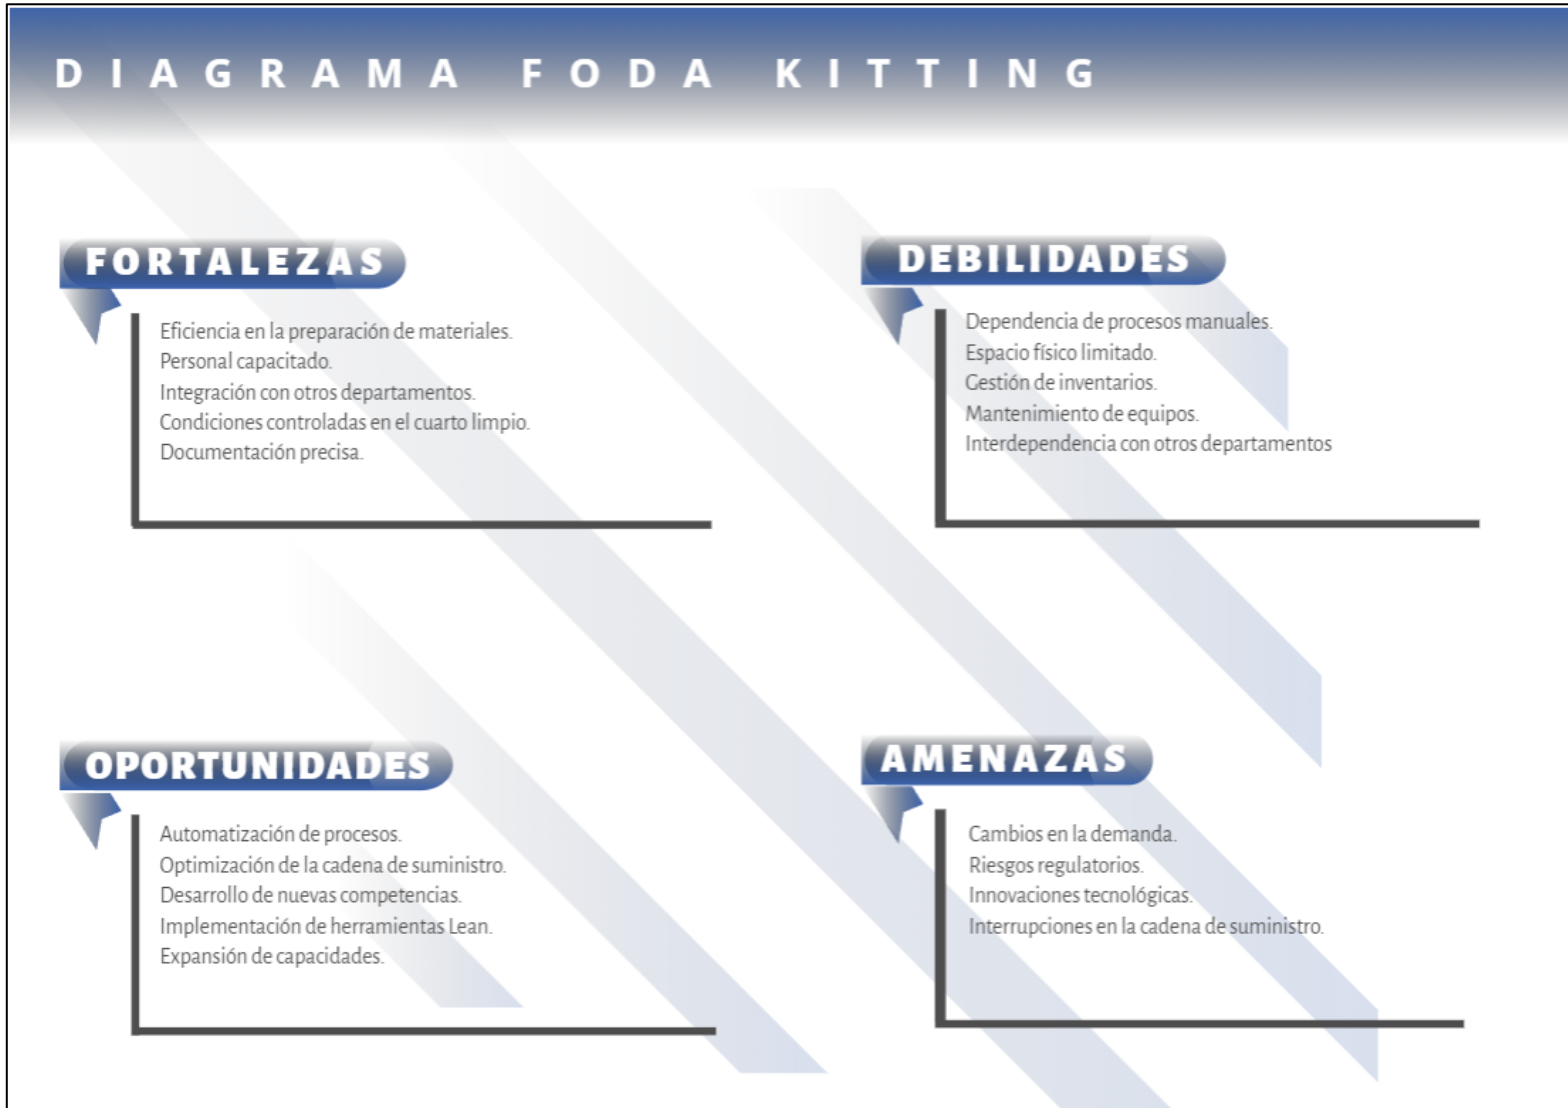 DIAGRAMA FODA KITTING
FORTALEZAS
Eficiencia en la preparación de materiales.
Personal capacitado.
Integración con otros departamentos.
Condiciones controladas en el cuarto limpio.
Documentación precisa.
DEBILIDADES
Dependencia de procesos manuales.
Espacio físico limitado.
Gestión de inventarios.
Mantenimiento de equipos.
Interdependencia con otros departamentos
OPORTUNIDADES
Automatización de procesos.
Optimización de la cadena de suministro.
Desarrollo de nuevas competencias.
Implementación de herramientas Lean.
Expansión de capacidades.
AMENAZAS
Cambios en la demanda.
Riesgos regulatorios.
Innovaciones tecnológicas.
Interrupciones en la cadena de suministro.